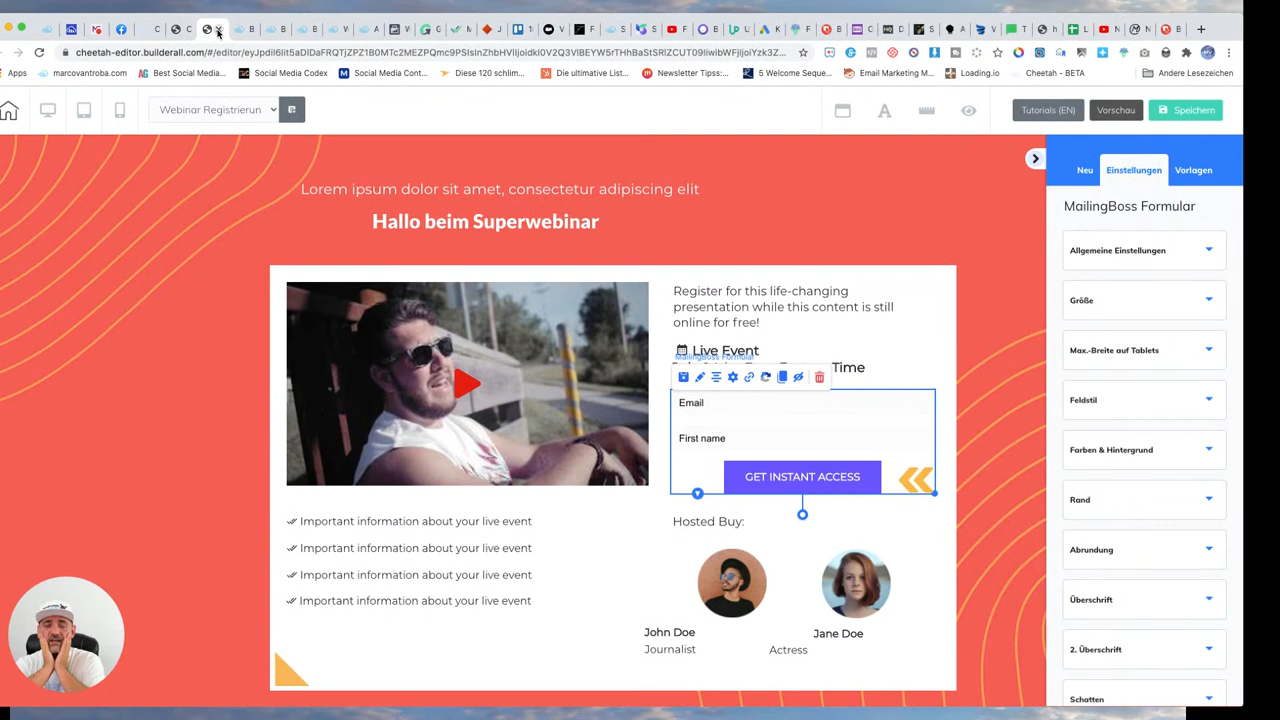 C
B
B
B
B
A
W
G
J
T
V
F
S
F
B
U
A
K
S
B
H
D
T
h
L
N
B
cheetah-editor.builderall.com/#/editor/
Apps
marcovantroba.com
Best Social Media...
Social Media Codex
Social Media Cont...
Diese 120 schlim...
Die ultimative List...
Newsletter Tipss:...
5 Welcome Seque...
Email Marketing M...
Loading.io
Cheetah - BETA
Andere Lesezeichen
Webinar Registrierun
Tutorials (EN)
Vorschau
Speichern
Lorem ipsum dolor sit amet, consectetur adipiscing elit
Hallo beim Superwebinar
Register for this life-changing
presentation while this content is still
online for free!
Live Event
MailingBoss Formular
Time
Email
First name
GET INSTANT ACCESS
Important information about your live event
Important information about your live event
Important information about your live event
Important information about your live event
Hosted Buy:
John Doe
Journalist
Jane Doe
Actress
Neu
Einstellungen
Vorlagen
MailingBoss Formular
Allgemeine Einstellungen
Größe
Max.-Breite auf Tablets
Feldstil
Farben & Hintergrund
Rand
Abrundung
Überschrift
2. Überschrift
Schatten